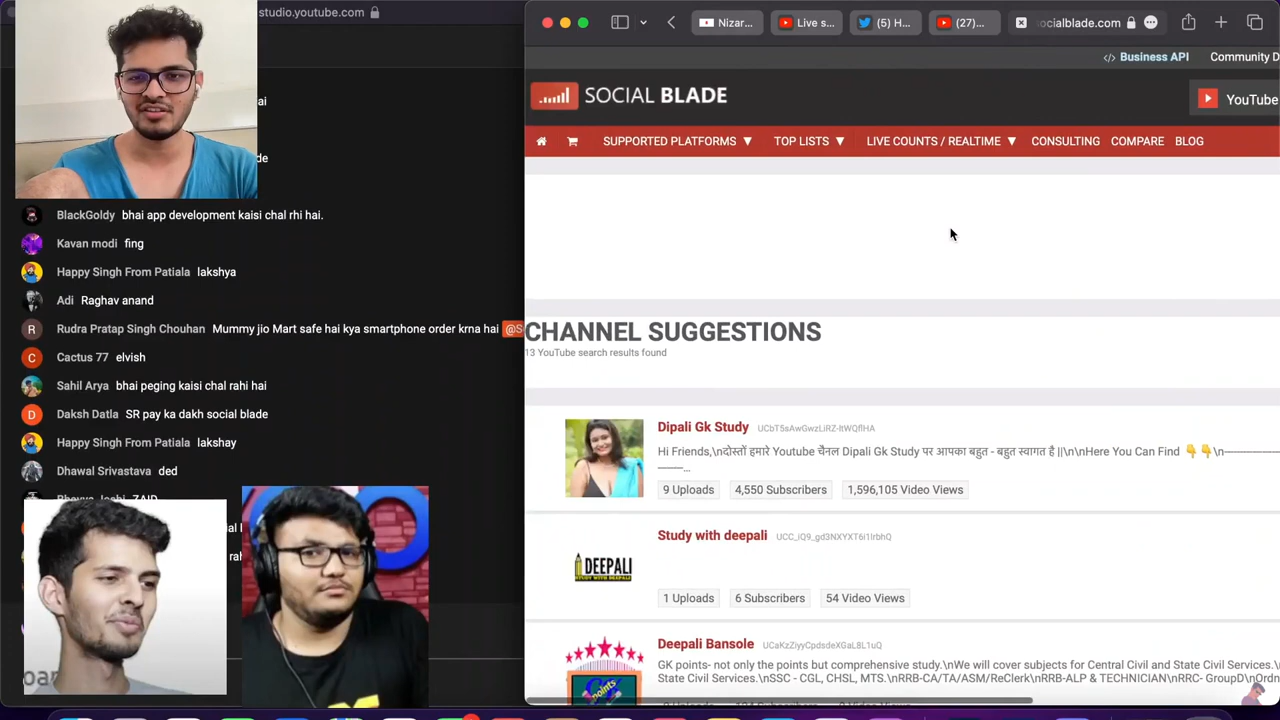 studio.youtube.com
ai
de
BlackGoldy bhai app development kaisi chal rhi hai.
Kavan modi fing
Happy Singh From Patiala lakshya
Adi Raghav anand
R Rudra Pratap Singh Chouhan Mummy jio Mart safe hai kya smartphone order krna hai @S
C Cactus 77 elvish
Sahil Arya bhai peging kaisi chal rahi hai
D Daksh Datla SR pay ka dakh social blade
Happy Singh From Patiala lakshay
Dhawal Srivastava ded
ZAID
Nizar...
Live s...
(5) H...
(27)...
ocialblade.com
</> Business API Community D
SOCIAL BLADE
YouTube
SUPPORTED PLATFORMS ▼ TOP LISTS ▼ LIVE COUNTS / REALTIME ▼ CONSULTING COMPARE BLOG
CHANNEL SUGGESTIONS
13 YouTube search results found
Dipali Gk Study UCbT5sAwGwzLiRZ-ItWQflHA
Hi Friends,\nदोस्तों हमारे Youtube चैनल Dipali Gk Study पर आपका बहुत - बहुत स्वागत है ||\n\nHere You Can Find 👇👇\n--------
--------...
9 Uploads 4,550 Subscribers 1,596,105 Video Views
DEEPALI
STUDY WITH DEEPALI
Study with deepali UCC_iQ9_gd3NXYXT6i1IrbhQ
1 Uploads 6 Subscribers 54 Video Views
Deepali Bansole UCaKzZiyyCpdsdeXGaL8L1uQ
GK points- not only the points but comprehensive study.\nWe will cover subjects for Central Civil and State Civil Services.\n
State Civil Services.\nSSC - CGL, CHSL, MTS.\nRRB-CA/TA/ASM/ReClerk\nRRB-ALP & TECHNICIAN\nRRC- GroupD\nOrdn
GK
points